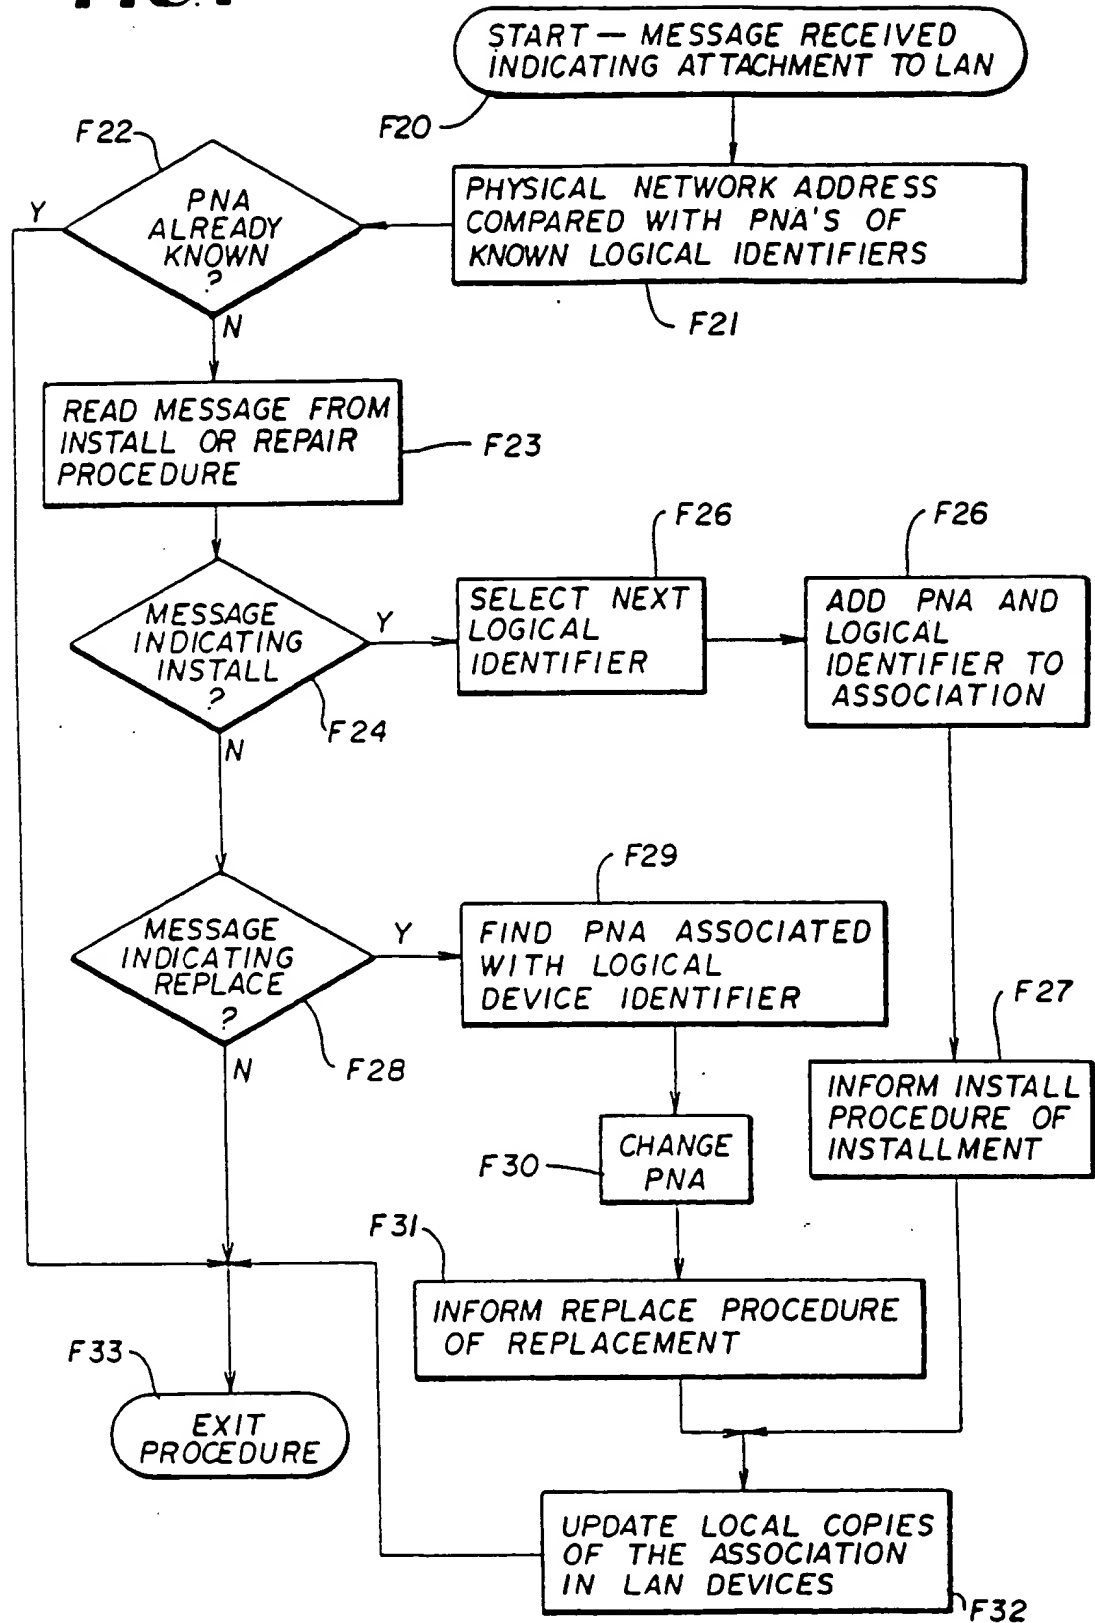 START — MESSAGE RECEIVED
INDICATING ATTACHMENT TO LAN
F20
F22
PNA
ALREADY
KNOWN
?
Y
N
PHYSICAL NETWORK ADDRESS
COMPARED WITH PNA'S OF
KNOWN LOGICAL IDENTIFIERS
F21
READ MESSAGE FROM
INSTALL OR REPAIR
PROCEDURE
F23
MESSAGE
INDICATING
INSTALL
?
Y
N
F24
F26
SELECT NEXT
LOGICAL
IDENTIFIER
F26
ADD PNA AND
LOGICAL
IDENTIFIER TO
ASSOCIATION
MESSAGE
INDICATING
REPLACE
?
Y
N
F28
F29
FIND PNA ASSOCIATED
WITH LOGICAL
DEVICE IDENTIFIER
F27
INFORM INSTALL
PROCEDURE OF
INSTALLMENT
F30
CHANGE
PNA
F31
INFORM REPLACE PROCEDURE
OF REPLACEMENT
F33
EXIT
PROCEDURE
UPDATE LOCAL COPIES
OF THE ASSOCIATION
IN LAN DEVICES
F32